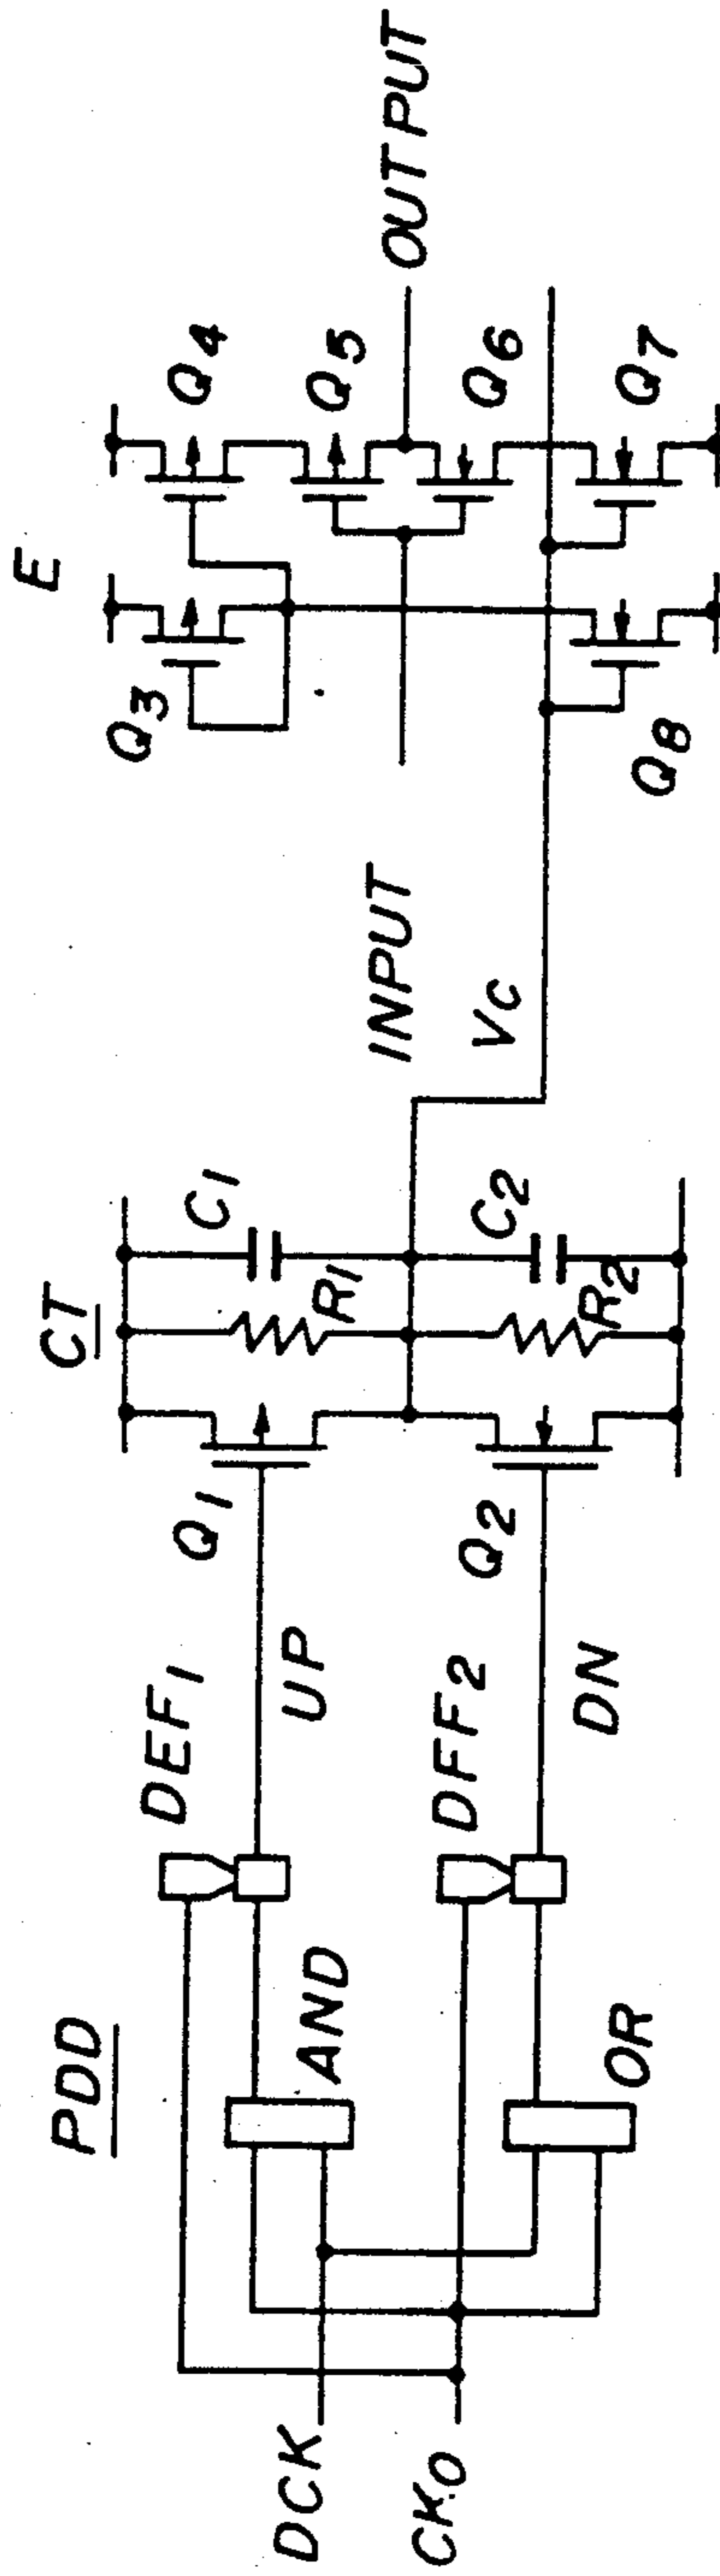 PDD
CT
E
DCK
CK0
AND
OR
DEF1
DFF2
UP
DN
Q1
Q2
R1
C1
R2
C2
INPUT
Vc
Q3
Q4
Q5
OUTPUT
Q6
Q7
Q8